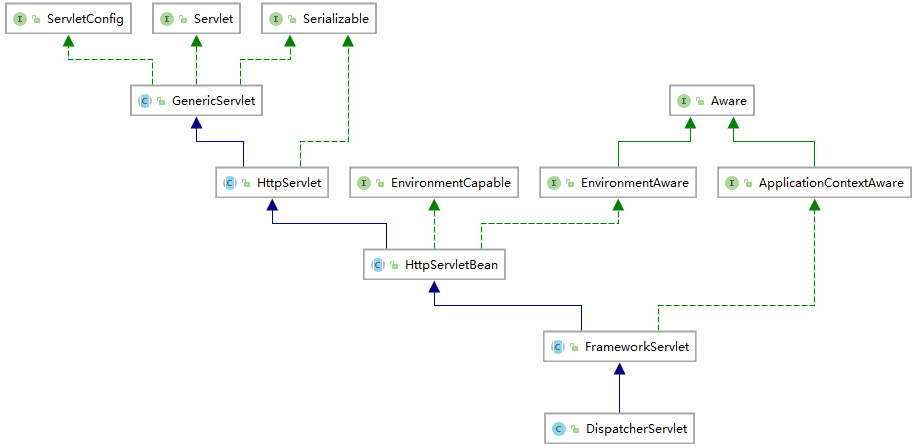 I ServletConfig
I Servlet
I Serializable
C GenericServlet
I Aware
C HttpServlet
I EnvironmentCapable
I EnvironmentAware
I ApplicationContextAware
C HttpServletBean
C FrameworkServlet
C DispatcherServlet